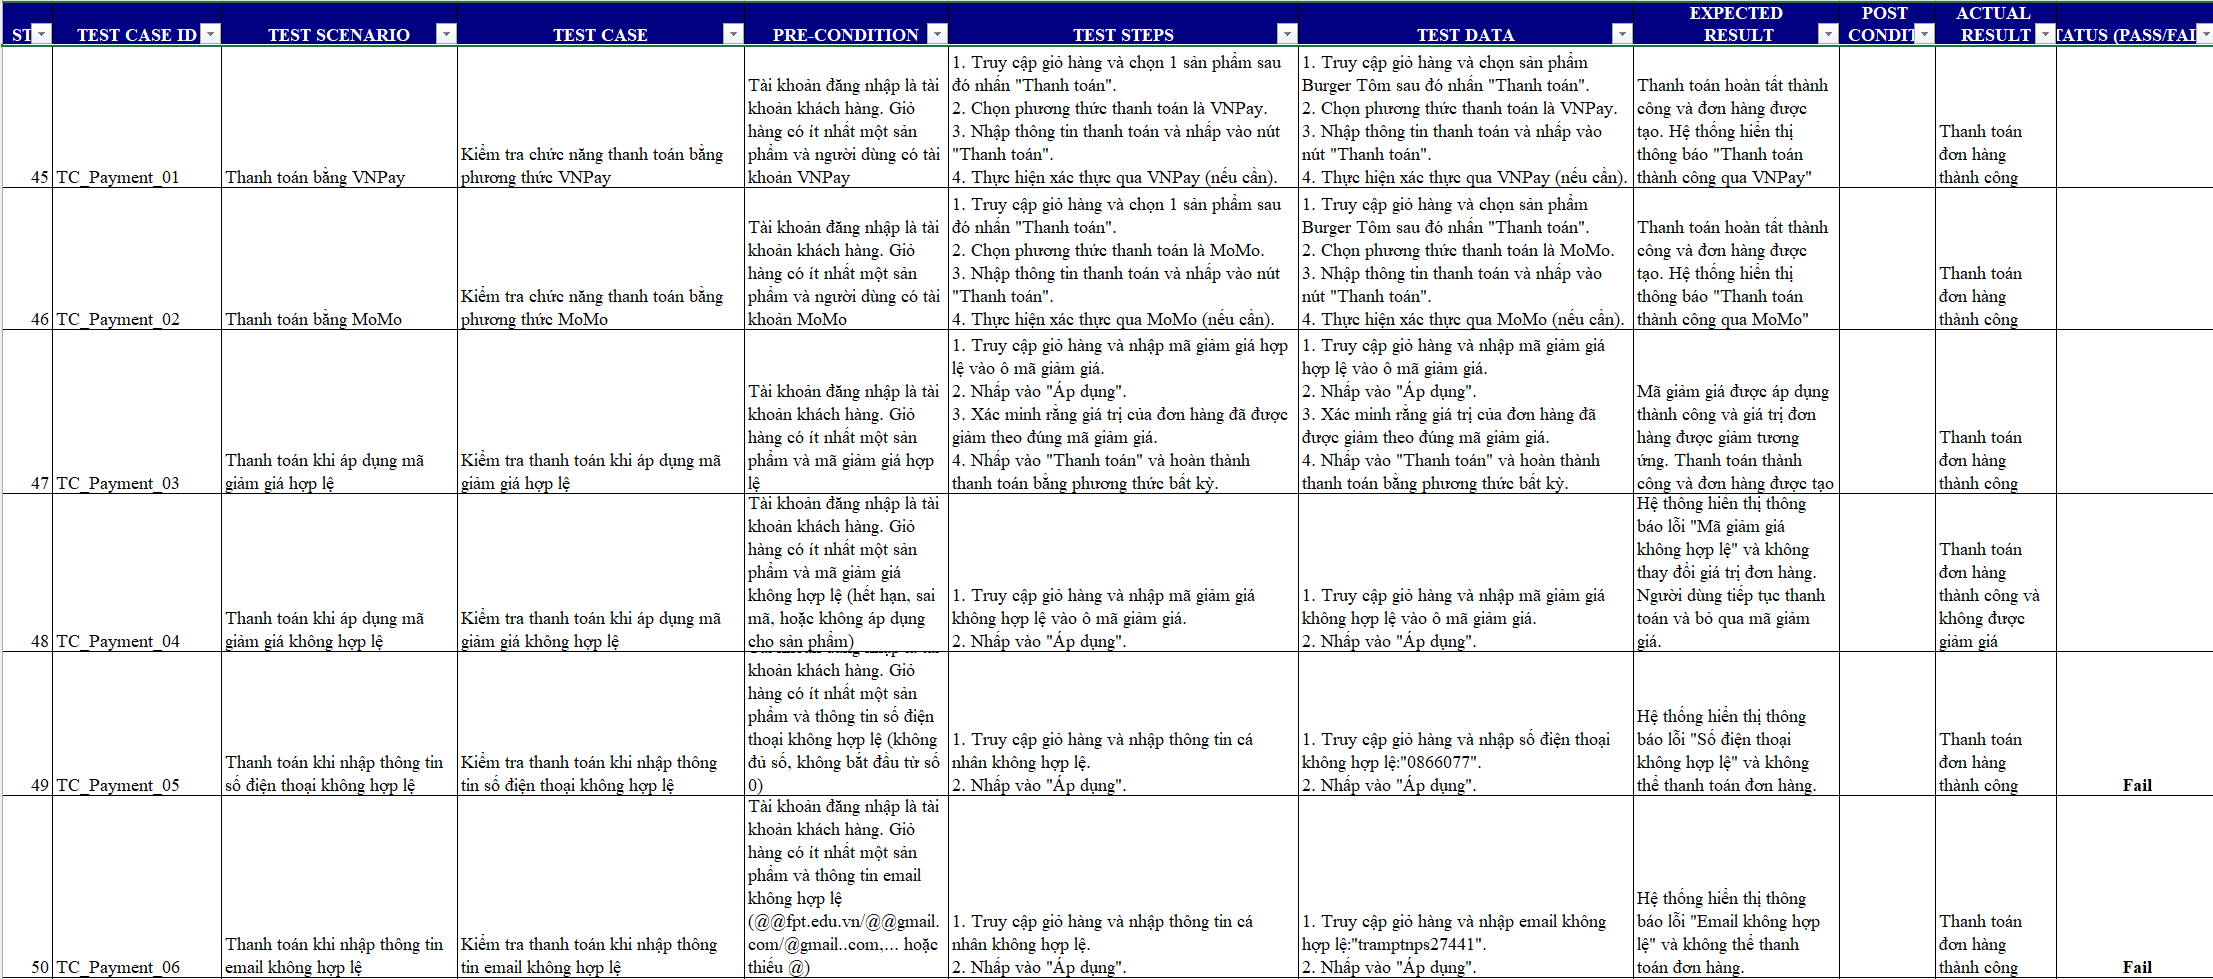 ST
TEST CASE ID
TEST SCENARIO
TEST CASE
PRE-CONDITION
TEST STEPS
TEST DATA
EXPECTED
RESULT
POST
CONDIT
ACTUAL
RESULT
TATUS (PASS/FAI
45
TC_Payment_01
Thanh toán bằng VNPay
Kiểm tra chức năng thanh toán bằng
phương thức VNPay
Tài khoản đăng nhập là tài
khoản khách hàng. Giỏ
hàng có ít nhất một sản
phẩm và người dùng có tài
khoản VNPay
1. Truy cập giỏ hàng và chọn 1 sản phẩm sau
đó nhấn "Thanh toán".
2. Chọn phương thức thanh toán là VNPay.
3. Nhập thông tin thanh toán và nhấp vào nút
"Thanh toán".
4. Thực hiện xác thực qua VNPay (nếu cần).
1. Truy cập giỏ hàng và chọn sản phẩm
Burger Tôm sau đó nhấn "Thanh toán".
2. Chọn phương thức thanh toán là VNPay.
3. Nhập thông tin thanh toán và nhấp vào
nút "Thanh toán".
4. Thực hiện xác thực qua VNPay (nếu cần).
Thanh toán hoàn tất thành
công và đơn hàng được
tạo. Hệ thống hiển thị
thông báo "Thanh toán
thành công qua VNPay"
Thanh toán
đơn hàng
thành công
46
TC_Payment_02
Thanh toán bằng MoMo
Kiểm tra chức năng thanh toán bằng
phương thức MoMo
Tài khoản đăng nhập là tài
khoản khách hàng. Giỏ
hàng có ít nhất một sản
phẩm và người dùng có tài
khoản MoMo
1. Truy cập giỏ hàng và chọn 1 sản phẩm sau
đó nhấn "Thanh toán".
2. Chọn phương thức thanh toán là MoMo.
3. Nhập thông tin thanh toán và nhấp vào nút
"Thanh toán".
4. Thực hiện xác thực qua MoMo (nếu cần).
1. Truy cập giỏ hàng và chọn sản phẩm
Burger Tôm sau đó nhấn "Thanh toán".
2. Chọn phương thức thanh toán là MoMo.
3. Nhập thông tin thanh toán và nhấp vào
nút "Thanh toán".
4. Thực hiện xác thực qua MoMo (nếu cần).
Thanh toán hoàn tất thành
công và đơn hàng được
tạo. Hệ thống hiển thị
thông báo "Thanh toán
thành công qua MoMo"
Thanh toán
đơn hàng
thành công
47
TC_Payment_03
Thanh toán khi áp dụng mã
giảm giá hợp lệ
Kiểm tra thanh toán khi áp dụng mã
giảm giá hợp lệ
Tài khoản đăng nhập là tài
khoản khách hàng. Giỏ
hàng có ít nhất một sản
phẩm và mã giảm giá hợp
lệ
1. Truy cập giỏ hàng và nhập mã giảm giá hợp
lệ vào ô mã giảm giá.
2. Nhấp vào "Áp dụng".
3. Xác minh rằng giá trị của đơn hàng đã được
giảm theo đúng mã giảm giá.
4. Nhấp vào "Thanh toán" và hoàn thành
thanh toán bằng phương thức bất kỳ.
1. Truy cập giỏ hàng và nhập mã giảm giá
hợp lệ vào ô mã giảm giá.
2. Nhấp vào "Áp dụng".
3. Xác minh rằng giá trị của đơn hàng đã
được giảm theo đúng mã giảm giá.
4. Nhấp vào "Thanh toán" và hoàn thành
thanh toán bằng phương thức bất kỳ.
Mã giảm giá được áp dụng
thành công và giá trị đơn
hàng được giảm tương
ứng. Thanh toán thành
công và đơn hàng được tạo
Thanh toán
đơn hàng
thành công
48
TC_Payment_04
Thanh toán khi áp dụng mã
giảm giá không hợp lệ
Kiểm tra thanh toán khi áp dụng mã
giảm giá không hợp lệ
Tài khoản đăng nhập là tài
khoản khách hàng. Giỏ
hàng có ít nhất một sản
phẩm và mã giảm giá
không hợp lệ (hết hạn, sai
mã, hoặc không áp dụng
cho sản phẩm)
1. Truy cập giỏ hàng và nhập mã giảm giá
không hợp lệ vào ô mã giảm giá.
2. Nhấp vào "Áp dụng".
1. Truy cập giỏ hàng và nhập mã giảm giá
không hợp lệ vào ô mã giảm giá.
2. Nhấp vào "Áp dụng".
Hệ thống hiển thị thông
báo lỗi "Mã giảm giá
không hợp lệ" và không
thay đổi giá trị đơn hàng.
Người dùng tiếp tục thanh
toán và bỏ qua mã giảm
giá.
Thanh toán
đơn hàng
thành công và
không được
giảm giá
49
TC_Payment_05
Thanh toán khi nhập thông tin
số điện thoại không hợp lệ
Kiểm tra thanh toán khi nhập thông
tin số điện thoại không hợp lệ
khoản khách hàng. Giỏ
hàng có ít nhất một sản
phẩm và thông tin số điện
thoại không hợp lệ (không
đủ số, không bắt đầu từ số
0)
1. Truy cập giỏ hàng và nhập thông tin cá
nhân không hợp lệ.
2. Nhấp vào "Áp dụng".
1. Truy cập giỏ hàng và nhập số điện thoại
không hợp lệ:"0866077".
2. Nhấp vào "Áp dụng".
Hệ thống hiển thị thông
báo lỗi "Số điện thoại
không hợp lệ" và không
thể thanh toán đơn hàng.
Thanh toán
đơn hàng
thành công
Fail
50
TC_Payment_06
Thanh toán khi nhập thông tin
email không hợp lệ
Kiểm tra thanh toán khi nhập thông
tin email không hợp lệ
Tài khoản đăng nhập là tài
khoản khách hàng. Giỏ
hàng có ít nhất một sản
phẩm và thông tin email
không hợp lệ
(@@fpt.edu.vn/@@gmail.
com/@gmail..com,... hoặc
thiếu @)
1. Truy cập giỏ hàng và nhập thông tin cá
nhân không hợp lệ.
2. Nhấp vào "Áp dụng".
1. Truy cập giỏ hàng và nhập email không
hợp lệ:"tramptnps27441".
2. Nhấp vào "Áp dụng".
Hệ thống hiển thị thông
báo lỗi "Email không hợp
lệ" và không thể thanh
toán đơn hàng.
Thanh toán
đơn hàng
thành công
Fail